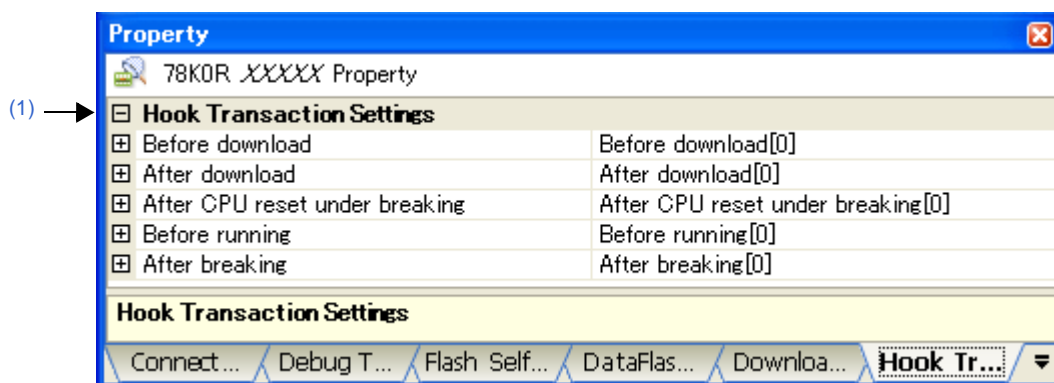 Property
78K0R XXXXX Property
(1)
Hook Transaction Settings
Before download Before download[0]
After download After download[0]
After CPU reset under breaking After CPU reset under breaking[0]
Before running Before running[0]
After breaking After breaking[0]
Hook Transaction Settings
Connect... Debug T... Flash Self... DataFlas... Downloa... Hook Tr...